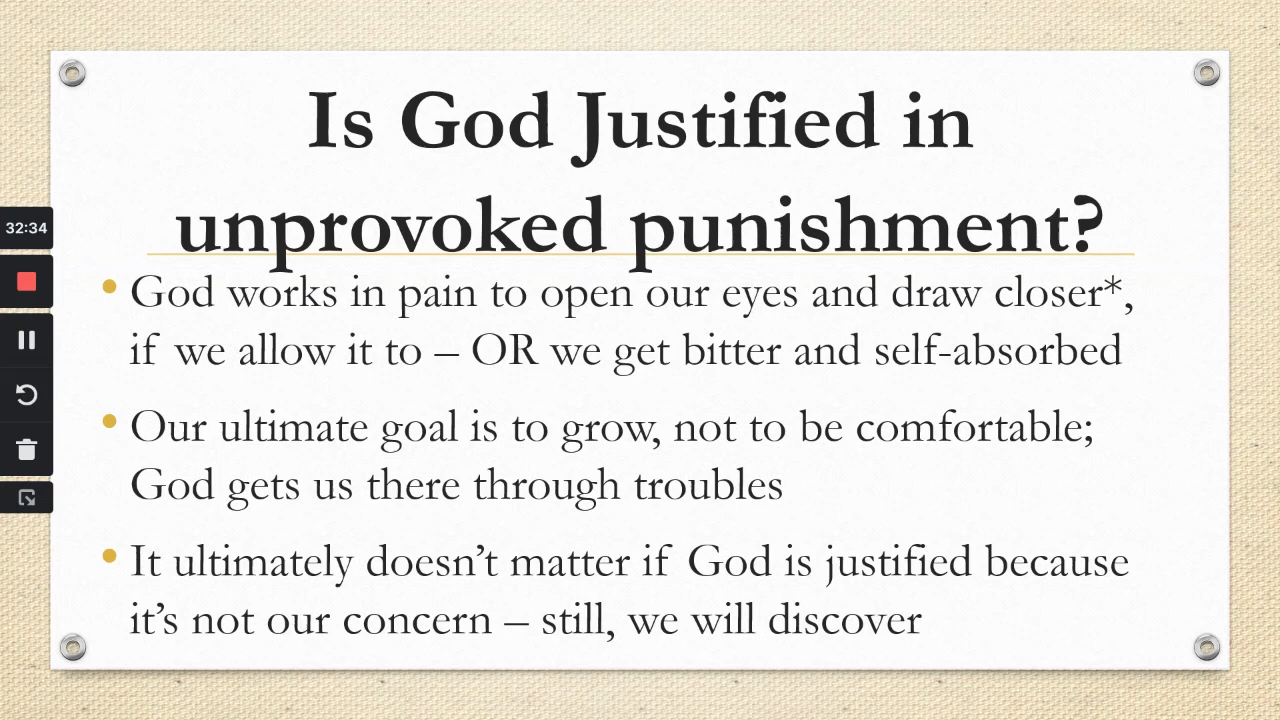 Is God Justified in
unprovoked punishment?
32:34
• God works in pain to open our eyes and draw closer*,
if we allow it to – OR we get bitter and self-absorbed
• Our ultimate goal is to grow, not to be comfortable;
God gets us there through troubles
• It ultimately doesn’t matter if God is justified because
it’s not our concern – still, we will discover